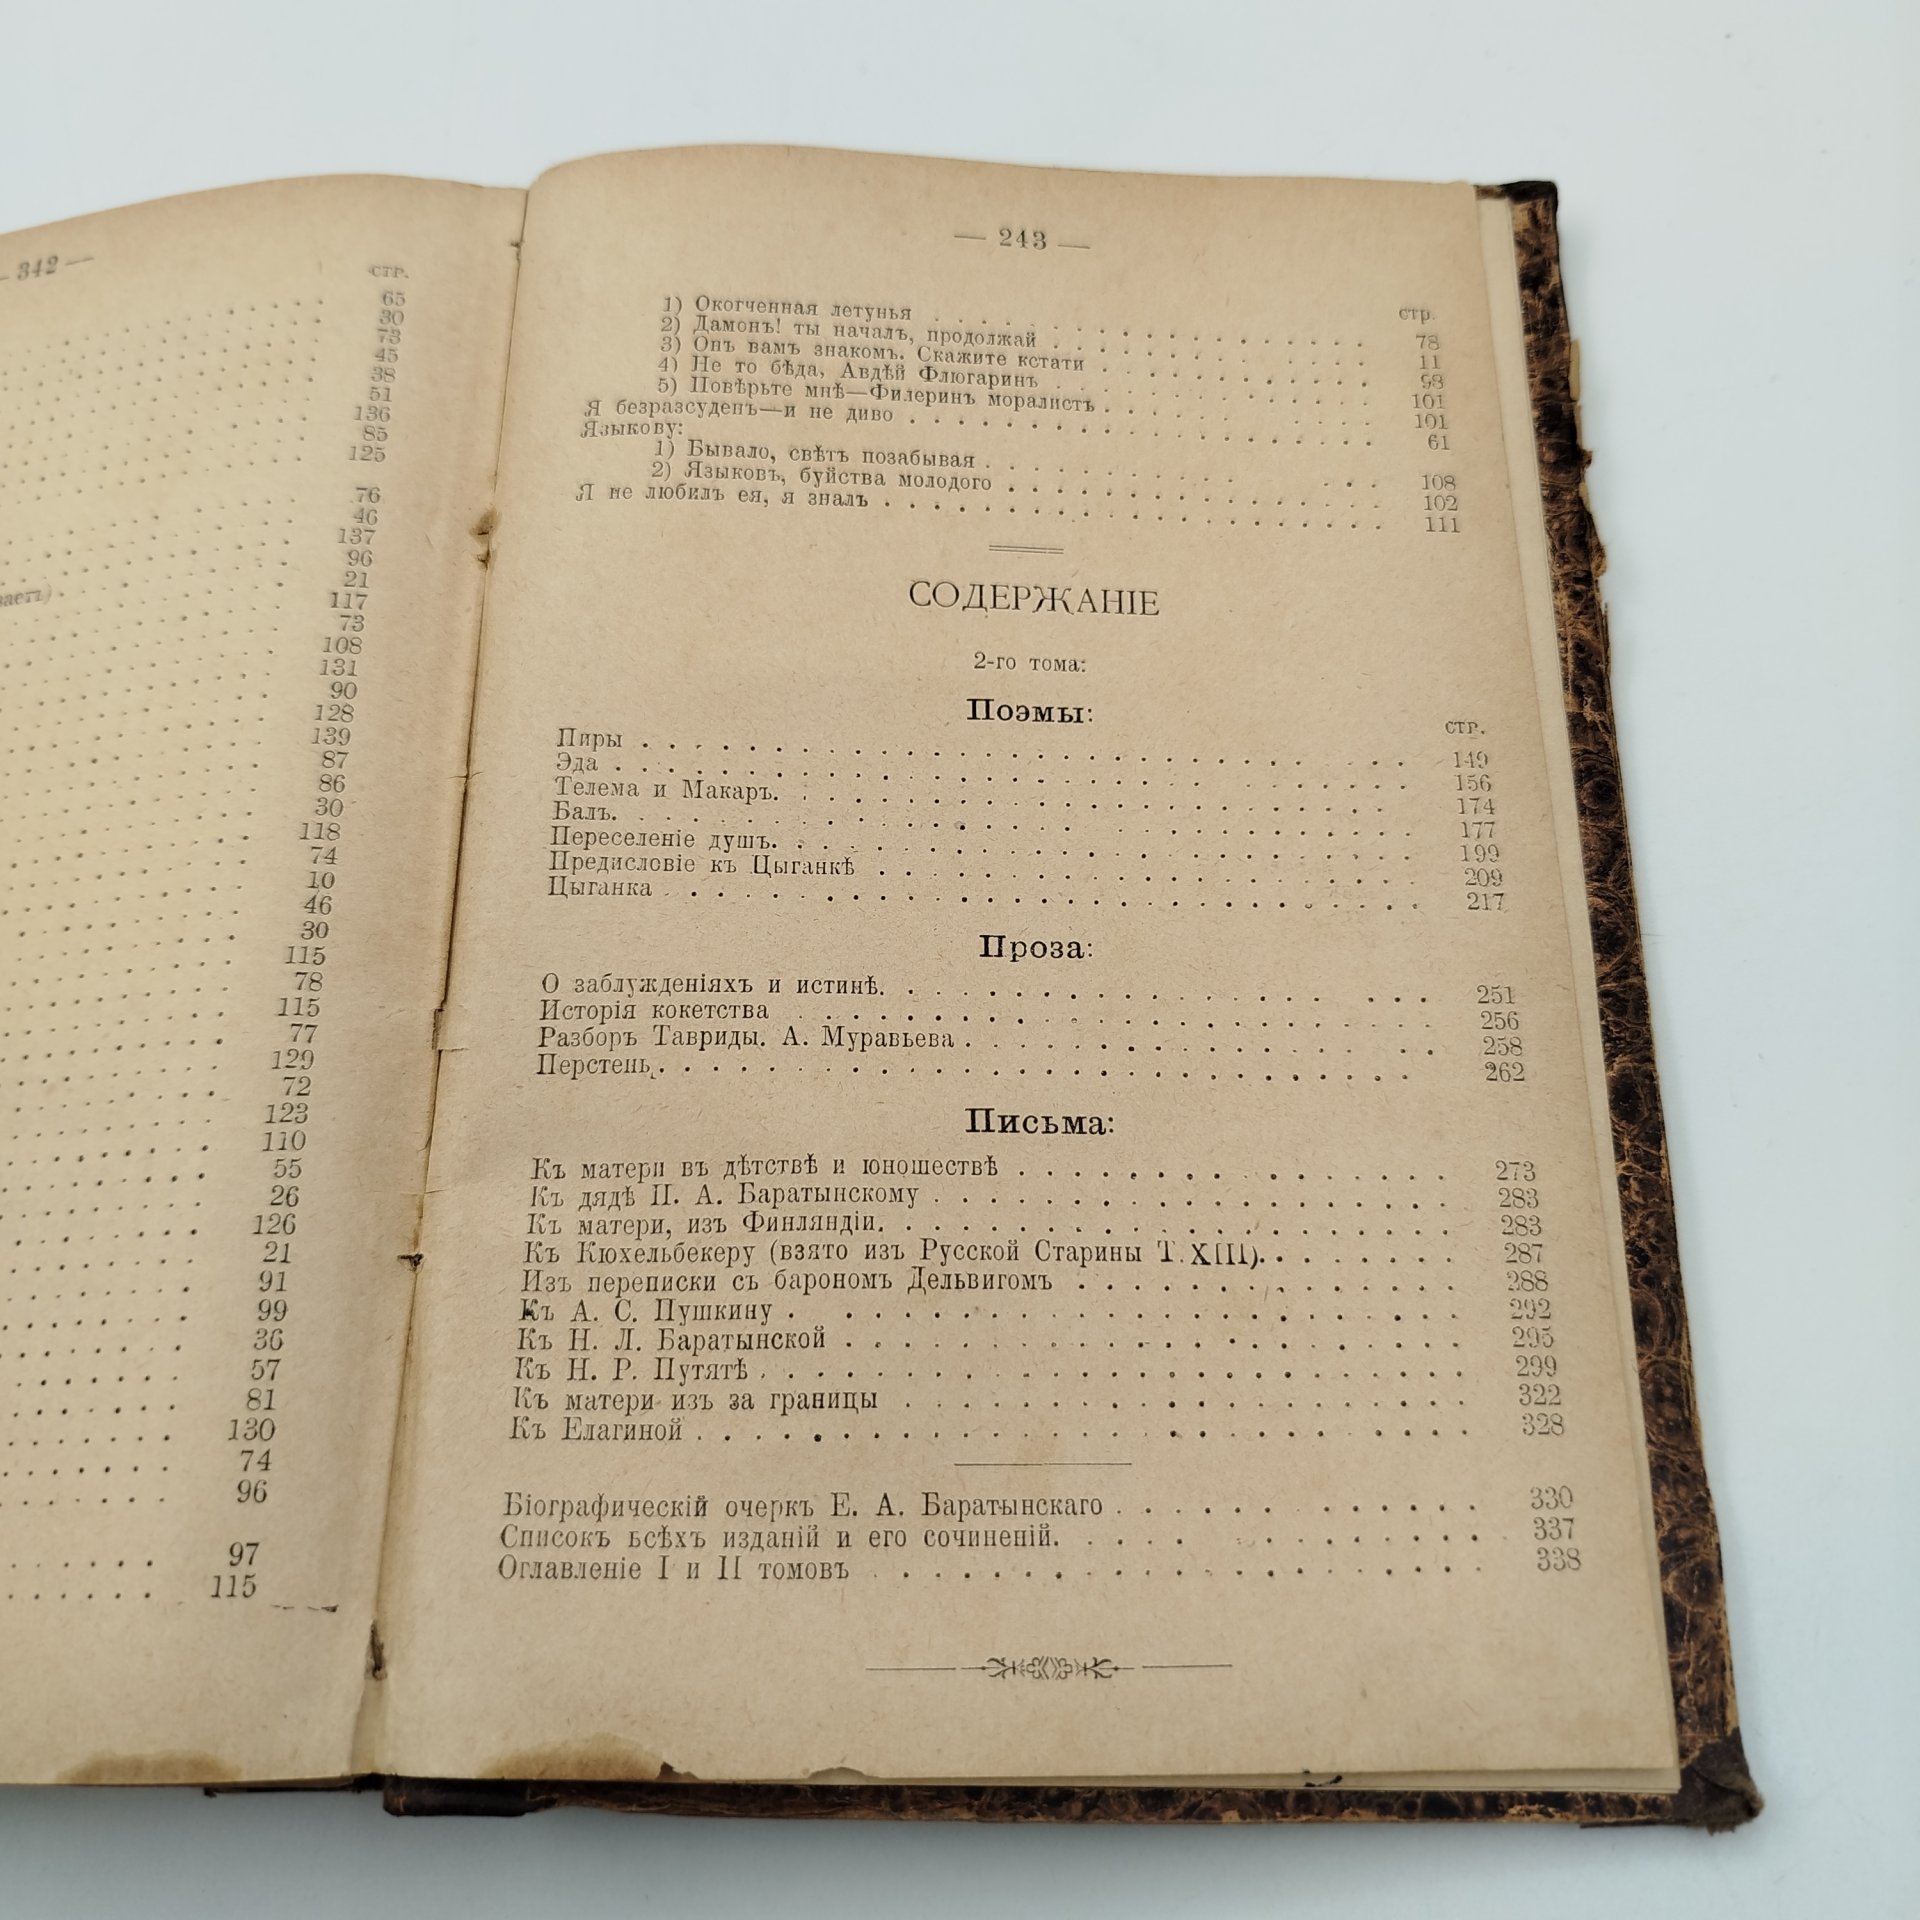 — 342 —
стр.
65
30
73
45
38
51
136
85
125
76
46
137
96
21
117
73
108
131
90
128
139
87
86
30
118
74
10
46
30
115
78
115
77
129
72
123
110
55
26
126
21
91
99
36
57
81
130
74
96
97
115
— 243 —
стр.
1) Окогченная летунья . . . 78
2) Дамонъ! ты началъ, продолжай . . . 11
3) Онъ вамъ знакомъ. Скажите кстати . . . 98
4) Не то бѣда, Авдѣй Флюгаринъ . . . 101
5) Повѣрьте мнѣ—Филеринъ моралистъ . . . 101
Я безразсуденъ—и не диво . . . 61
Языкову:
1) Бывало, свѣтъ позабывая . . . 108
2) Языковъ, буйства молодого . . . 102
Я не любилъ ея, я зналъ . . . 111
СОДЕРЖАНІЕ
2-го тома:
Поэмы:
стр.
Пиры . . . 149
Эда . . . 156
Телема и Макаръ. . . . 174
Балъ. . . . 177
Переселеніе душъ. . . . 199
Предисловіе къ Цыганкѣ . . . 209
Цыганка . . . 217
Проза:
О заблужденіяхъ и истинѣ. . . . 251
Исторія кокетства . . . 256
Разборъ Тавриды. А. Муравьева . . . 258
Перстень . . . 262
Письма:
Къ матери въ дѣтствѣ и юношествѣ . . . 273
Къ дядѣ П. А. Баратынскому . . . 283
Къ матери, изъ Финляндіи. . . . 283
Къ Кюхельбекеру (взято изъ Русской Старины Т. XIII). . . . 287
Изъ переписки съ барономъ Дельвигомъ . . . 288
Къ А. С. Пушкину . . . 292
Къ Н. Л. Баратынской . . . 295
Къ Н. Р. Путятѣ . . . 299
Къ матери изъ за границы . . . 322
Къ Елагиной . . . 328
Біографическій очеркъ Е. А. Баратынскаго . . . 330
Списокъ всѣхъ изданій и его сочиненій. . . . 337
Оглавленіе I и II томовъ . . . 338